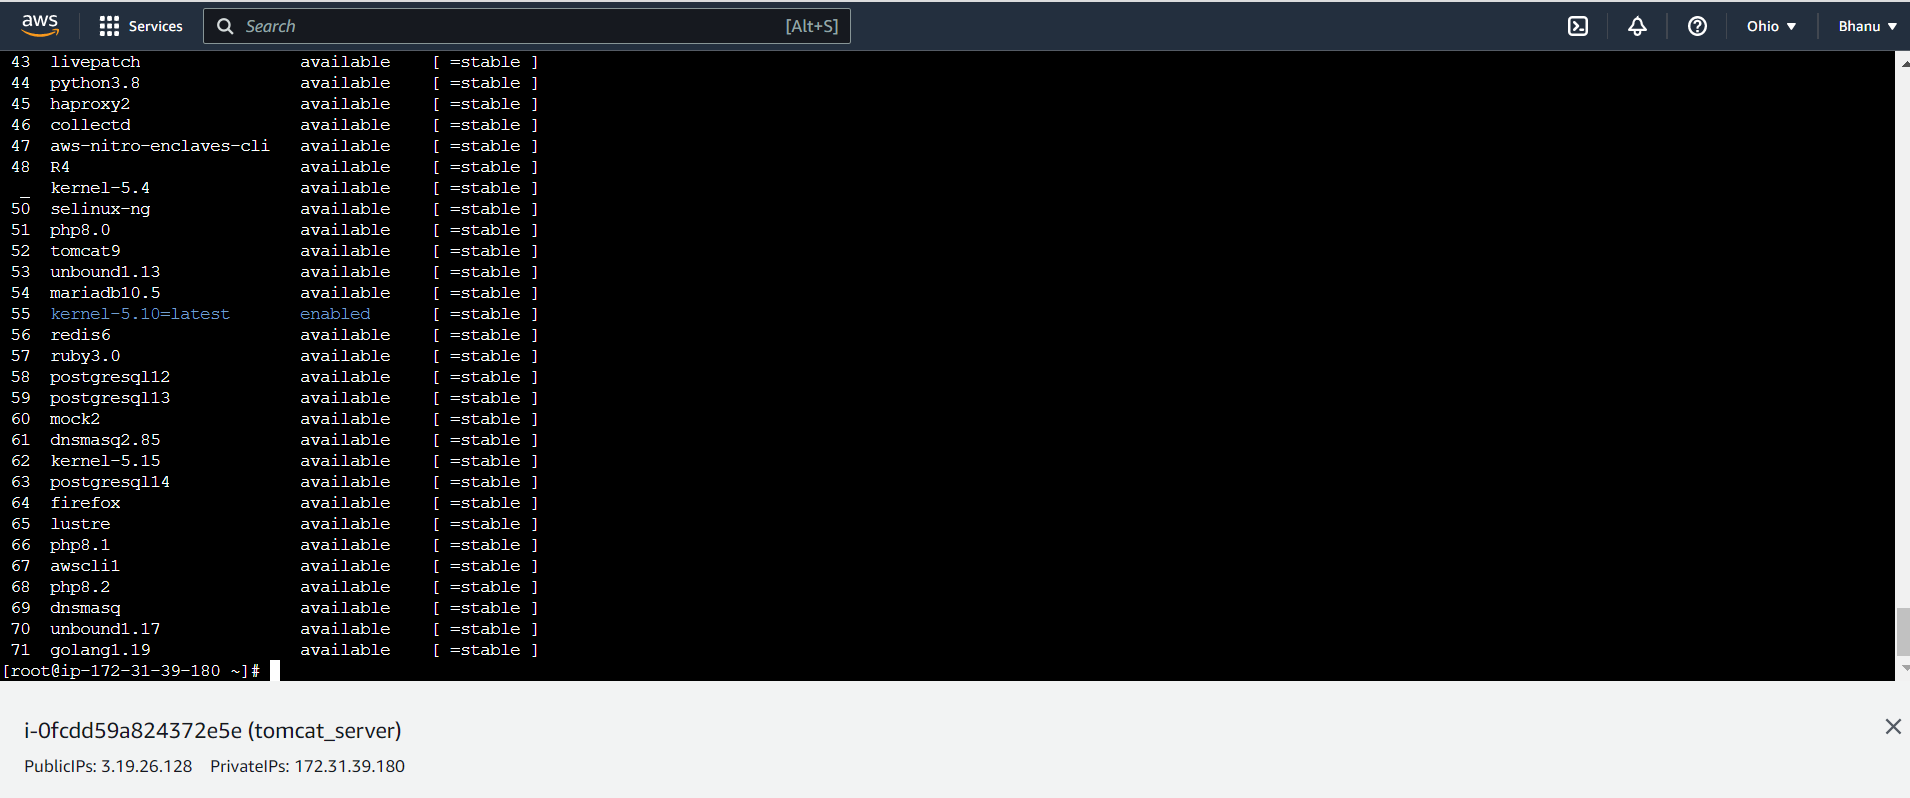 aws Services Search [Alt+S] Ohio ▼ Bhanu ▼
43 livepatch available [ =stable ]
44 python3.8 available [ =stable ]
45 haproxy2 available [ =stable ]
46 collectd available [ =stable ]
47 aws-nitro-enclaves-cli available [ =stable ]
48 R4 available [ =stable ]
_ kernel-5.4 available [ =stable ]
50 selinux-ng available [ =stable ]
51 php8.0 available [ =stable ]
52 tomcat9 available [ =stable ]
53 unbound1.13 available [ =stable ]
54 mariadb10.5 available [ =stable ]
55 kernel-5.10=latest enabled [ =stable ]
56 redis6 available [ =stable ]
57 ruby3.0 available [ =stable ]
58 postgresql12 available [ =stable ]
59 postgresql13 available [ =stable ]
60 mock2 available [ =stable ]
61 dnsmasq2.85 available [ =stable ]
62 kernel-5.15 available [ =stable ]
63 postgresql14 available [ =stable ]
64 firefox available [ =stable ]
65 lustre available [ =stable ]
66 php8.1 available [ =stable ]
67 awscli1 available [ =stable ]
68 php8.2 available [ =stable ]
69 dnsmasq available [ =stable ]
70 unbound1.17 available [ =stable ]
71 golang1.19 available [ =stable ]
[root@ip-172-31-39-180 ~]#
i-0fcdd59a824372e5e (tomcat_server)
PublicIPs: 3.19.26.128 PrivateIPs: 172.31.39.180